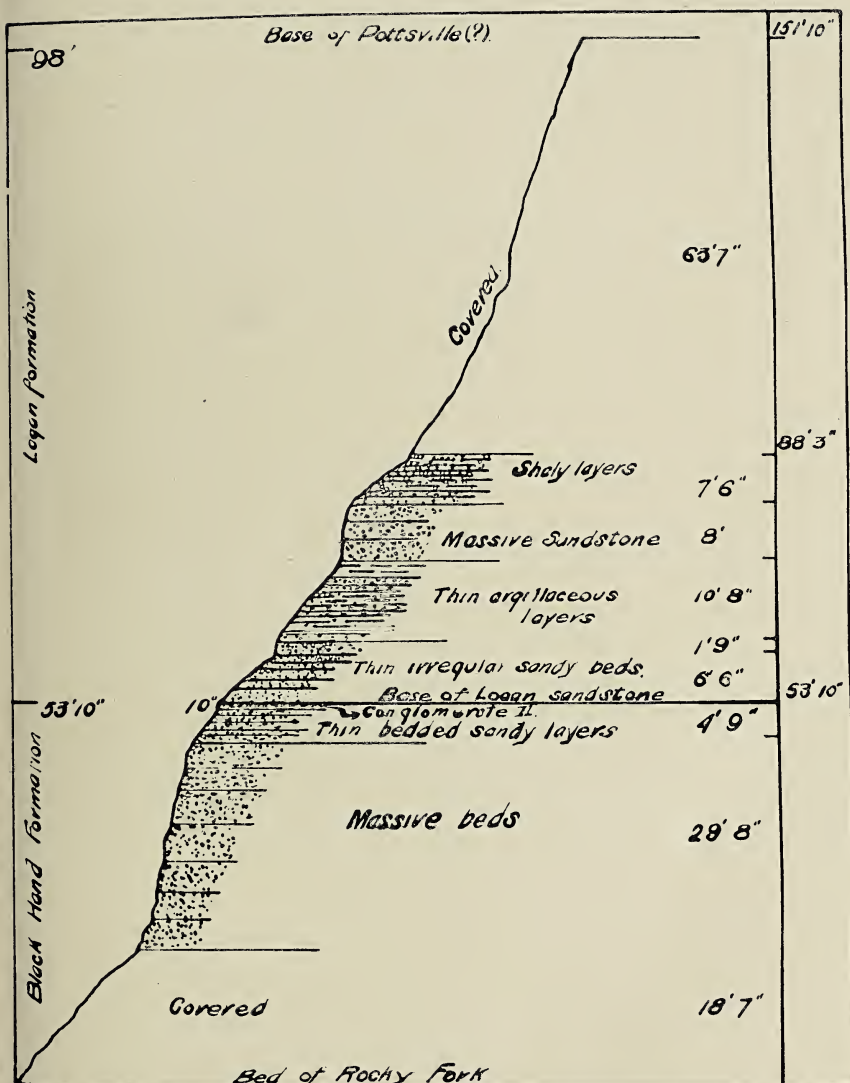 Base of Pottsville(?).
151'10"
98'
63'7"
Covered.
Logan formation
88'3"
Shaly layers
7'6"
Massive Sandstone
8'
Thin argillaceous
layers
10'8"
1'9"
Thin irregular sandy beds.
6'6"
Base of Logan sandstone
53'10"
10"
53'10"
Conglomerate II.
Thin bedded sandy layers
4'9"
Massive beds
29'8"
Black Hand Formation
Covered
18'7"
Bed of Rocky Fork